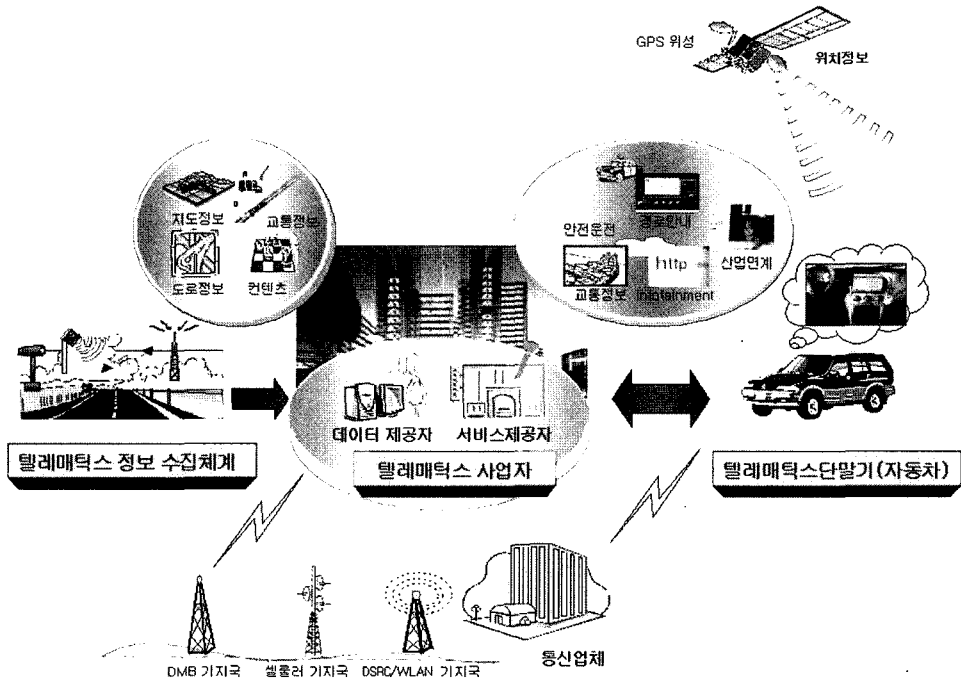 GPS 위성
위치정보
지도정보
교통정보
도로정보
컨텐츠
안전운전
경로안내
http
산업연계
교통정보
Infotainment
데이터 제공자
서비스제공자
텔레매틱스 정보 수집체계
텔레매틱스 사업자
텔레매틱스단말기(자동차)
DMB 기지국
셀룰러 기지국
DSRC/WLAN 기지국
통신업체